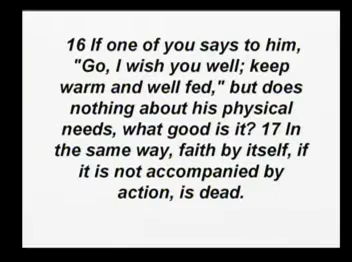 16 If one of you says to him,
"Go, I wish you well; keep
warm and well fed," but does
nothing about his physical
needs, what good is it? 17 In
the same way, faith by itself, if
it is not accompanied by
action, is dead.